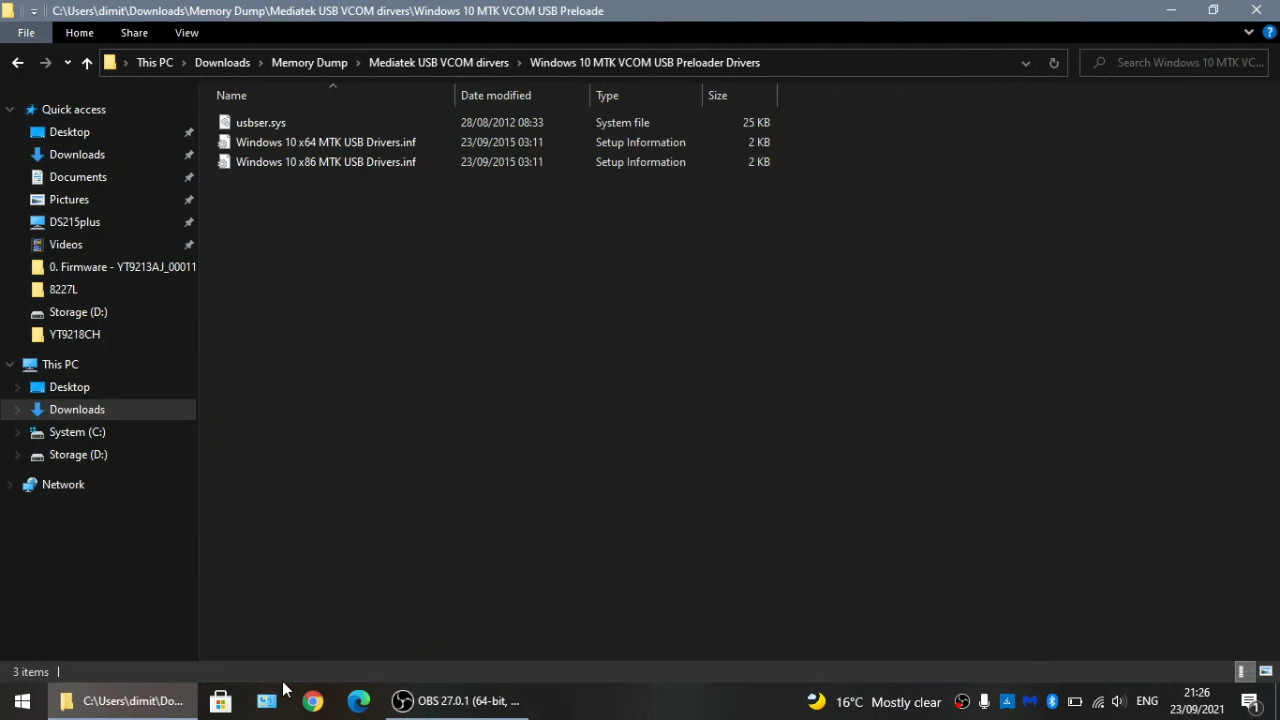 C:\Users\dimit\Downloads\Memory Dump\Mediatek USB VCOM dirvers\Windows 10 MTK VCOM USB Preloade
File Home Share View
This PC Downloads Memory Dump Mediatek USB VCOM dirvers Windows 10 MTK VCOM USB Preloader Drivers
Search Windows 10 MTK VC...
Name Date modified Type Size
usbser.sys 28/08/2012 08:33 System file 25 KB
Windows 10 x64 MTK USB Drivers.inf 23/09/2015 03:11 Setup Information 2 KB
Windows 10 x86 MTK USB Drivers.inf 23/09/2015 03:11 Setup Information 2 KB
Quick access
Desktop
Downloads
Documents
Pictures
DS215plus
Videos
0. Firmware - YT9213AJ_00011
8227L
Storage (D:)
YT9218CH
This PC
Desktop
Downloads
System (C:)
Storage (D:)
Network
3 items
C:\Users\dimit\Do...
OBS 27.0.1 (64-bit, ...
16°C Mostly clear
ENG
21:26
23/09/2021
1